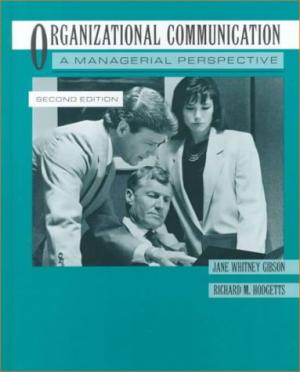 ORGANIZATIONAL COMMUNICATION
A MANAGERIAL PERSPECTIVE
SECOND EDITION
JANE WHITNEY GIBSON
RICHARD M. HODGETTS